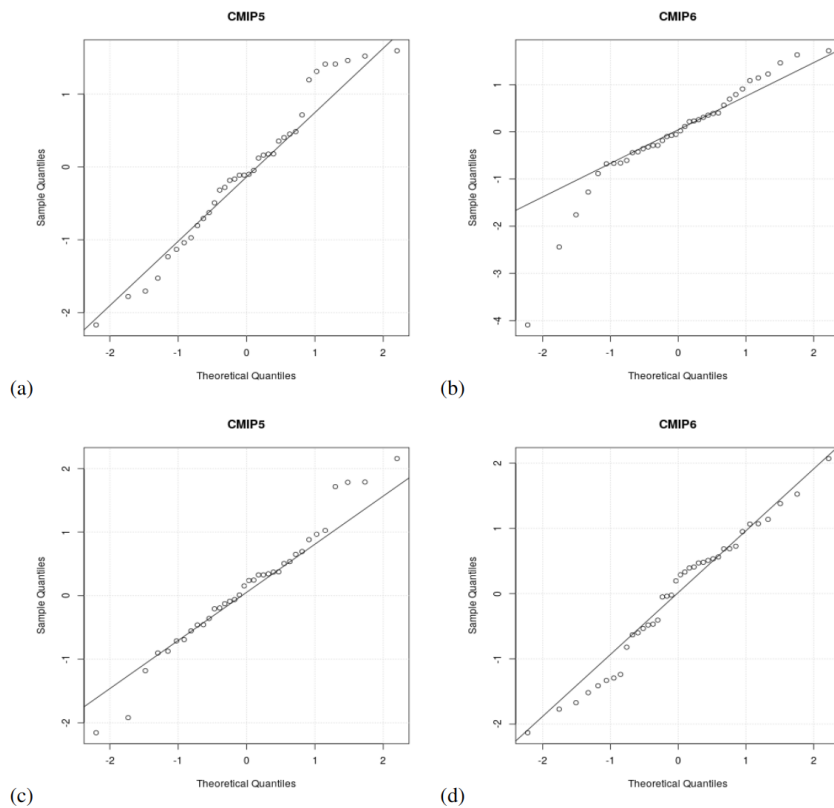 CMIP5
Sample Quantiles
1
0
-1
-2
-2 -1 0 1 2
Theoretical Quantiles
(a)
CMIP6
Sample Quantiles
1
0
-1
-2
-3
-4
-2 -1 0 1 2
Theoretical Quantiles
(b)
CMIP5
Sample Quantiles
2
1
0
-1
-2
-2 -1 0 1 2
Theoretical Quantiles
(c)
CMIP6
Sample Quantiles
2
1
0
-1
-2
-2 -1 0 1 2
Theoretical Quantiles
(d)